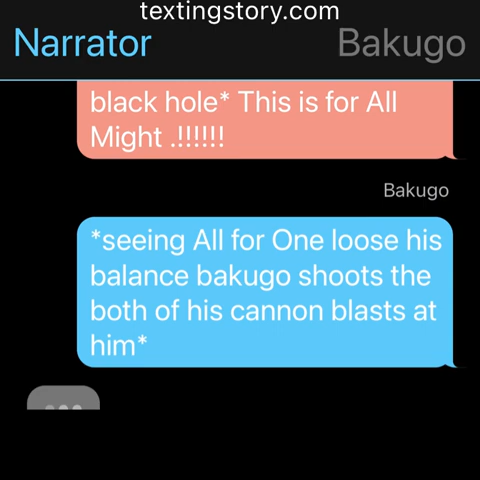 textingstory.com
Narrator Bakugo
black hole* This is for All
Might .!!!!!!
Bakugo
*seeing All for One loose his
balance bakugo shoots the
both of his cannon blasts at
him*